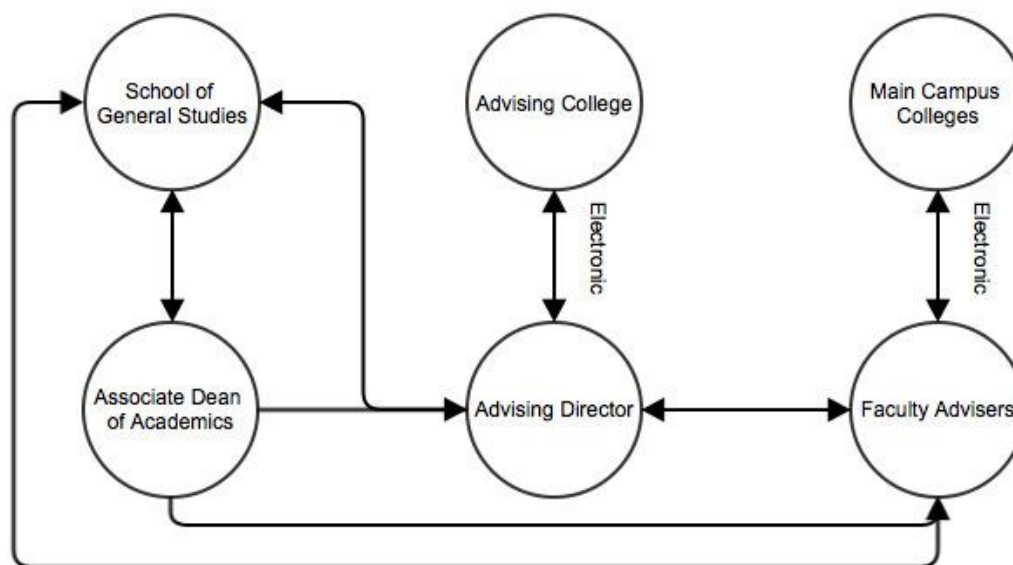 School of
General Studies
Advising College
Main Campus
Colleges
Electronic
Electronic
Associate Dean
of Academics
Advising Director
Faculty Advisers